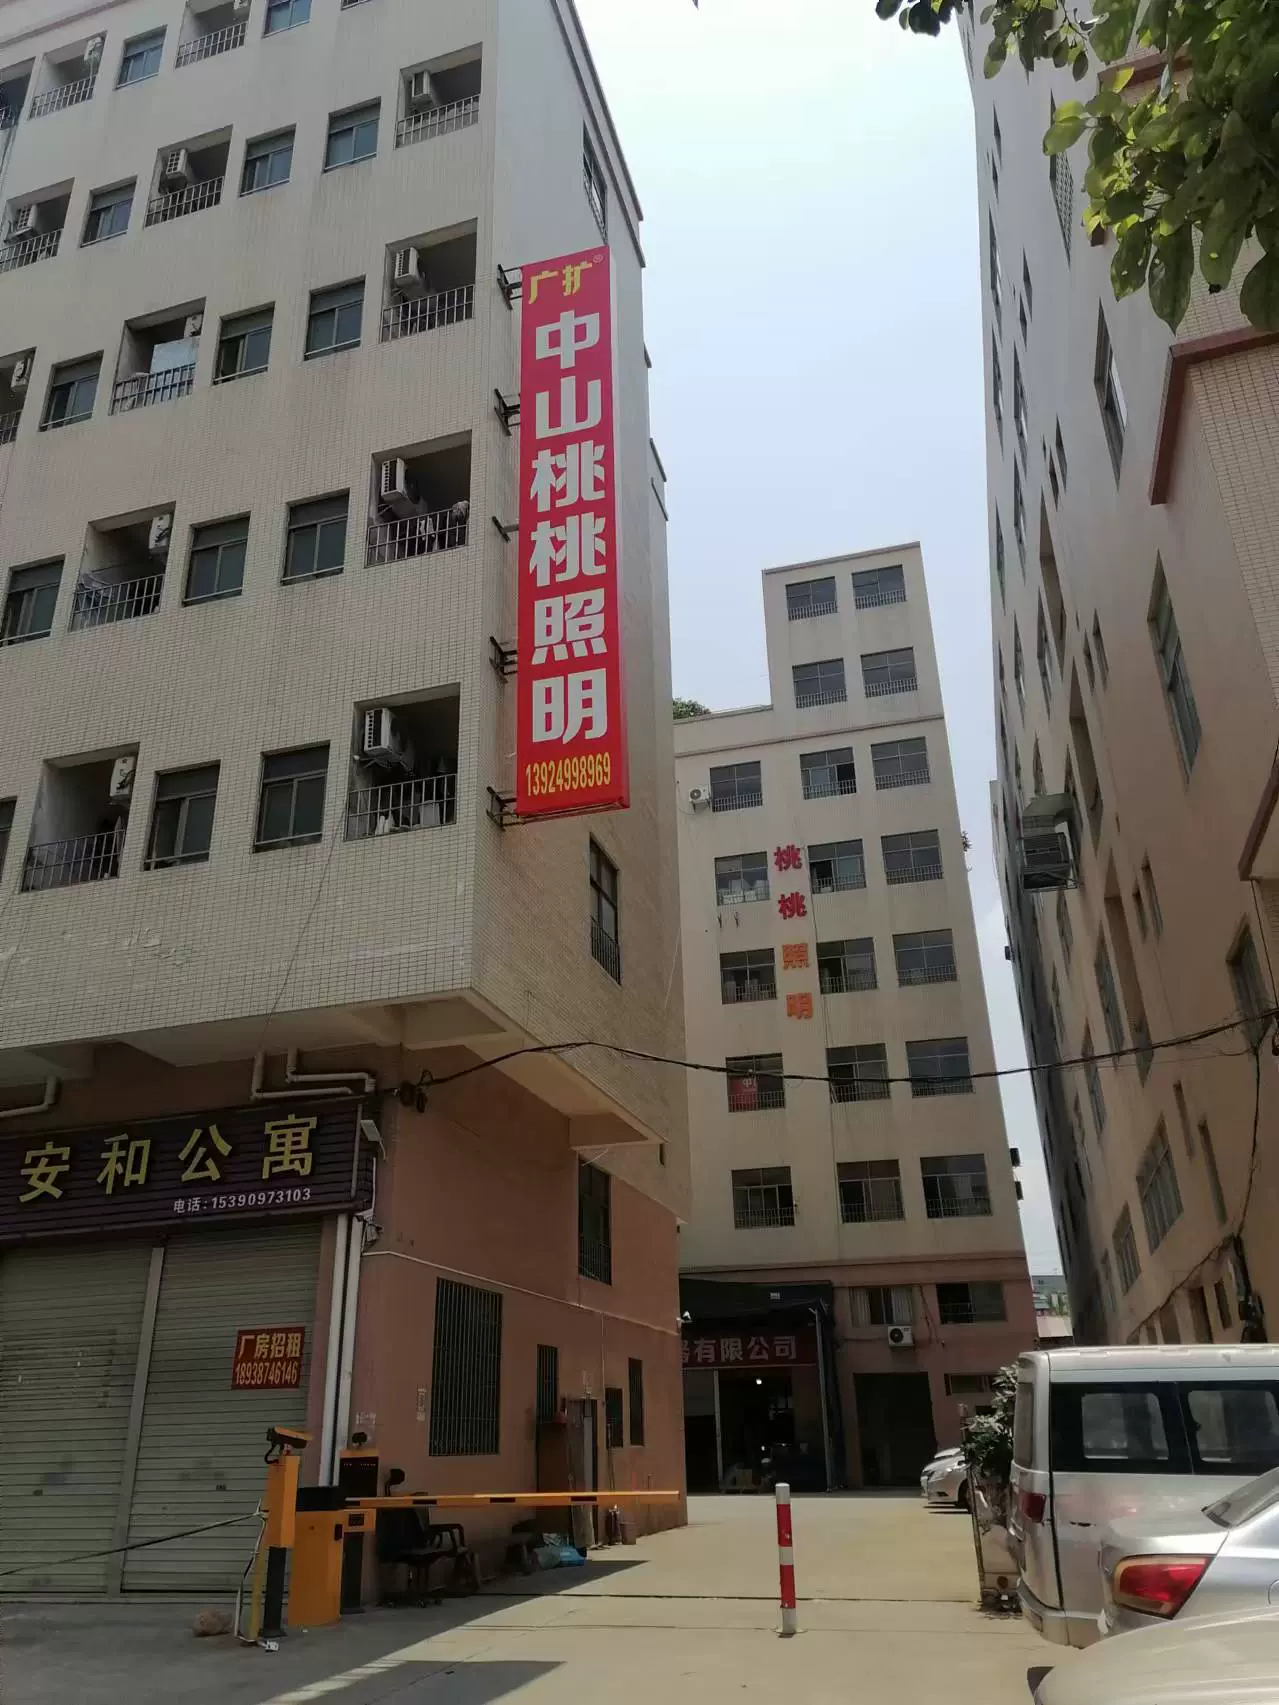 广扩®
中山桃桃照明
13924998969
桃桃照明
安和公寓
电话:15390973103
厂房招租
18938746146
有限公司